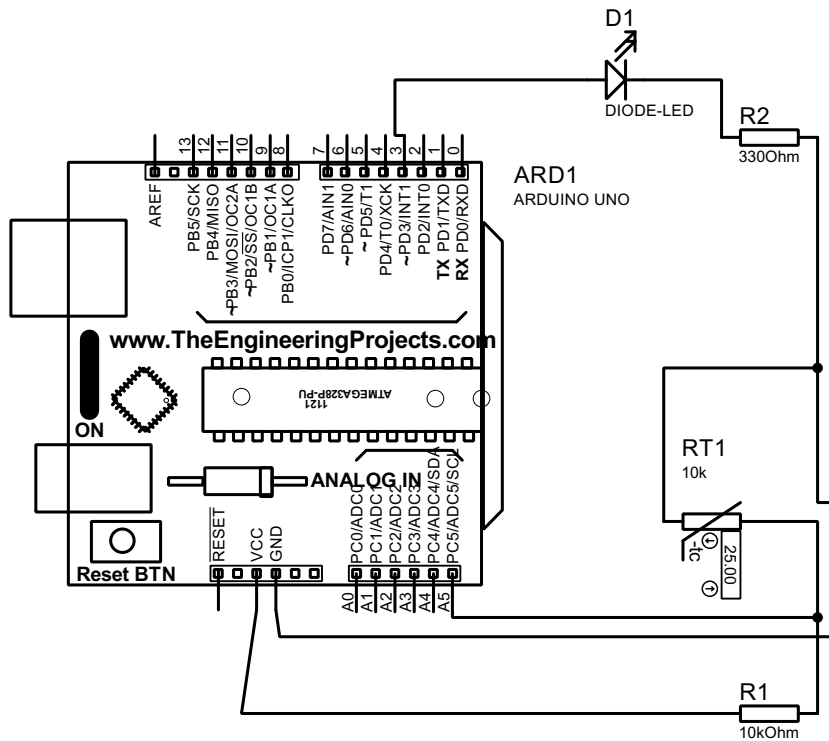 D1
DIODE-LED
R2
330Ohm
ARD1
ARDUINO UNO
13
12
11
10
9
8
7
6
5
4
3
2
1
0
AREF
PB5/SCK
PB4/MISO
~PB3/MOSI/OC2A
~PB2/SS/OC1B
~PB1/OC1A
PB0/ICP1/CLKO
PD7/AIN1
~PD6/AIN0
~PD5/T1
PD4/T0/XCK
~PD3/INT1
PD2/INT0
TX PD1/TXD
RX PD0/RXD
www.TheEngineeringProjects.com
1121
ATMEGA328P-PU
ON
ANALOG IN
RT1
10k
-tc
25.00
Reset BTN
RESET
VCC
GND
PC0/ADC0
PC1/ADC1
PC2/ADC2
PC3/ADC3
PC4/ADC4/SDA
PC5/ADC5/SCL
A0
A1
A2
A3
A4
A5
R1
10kOhm